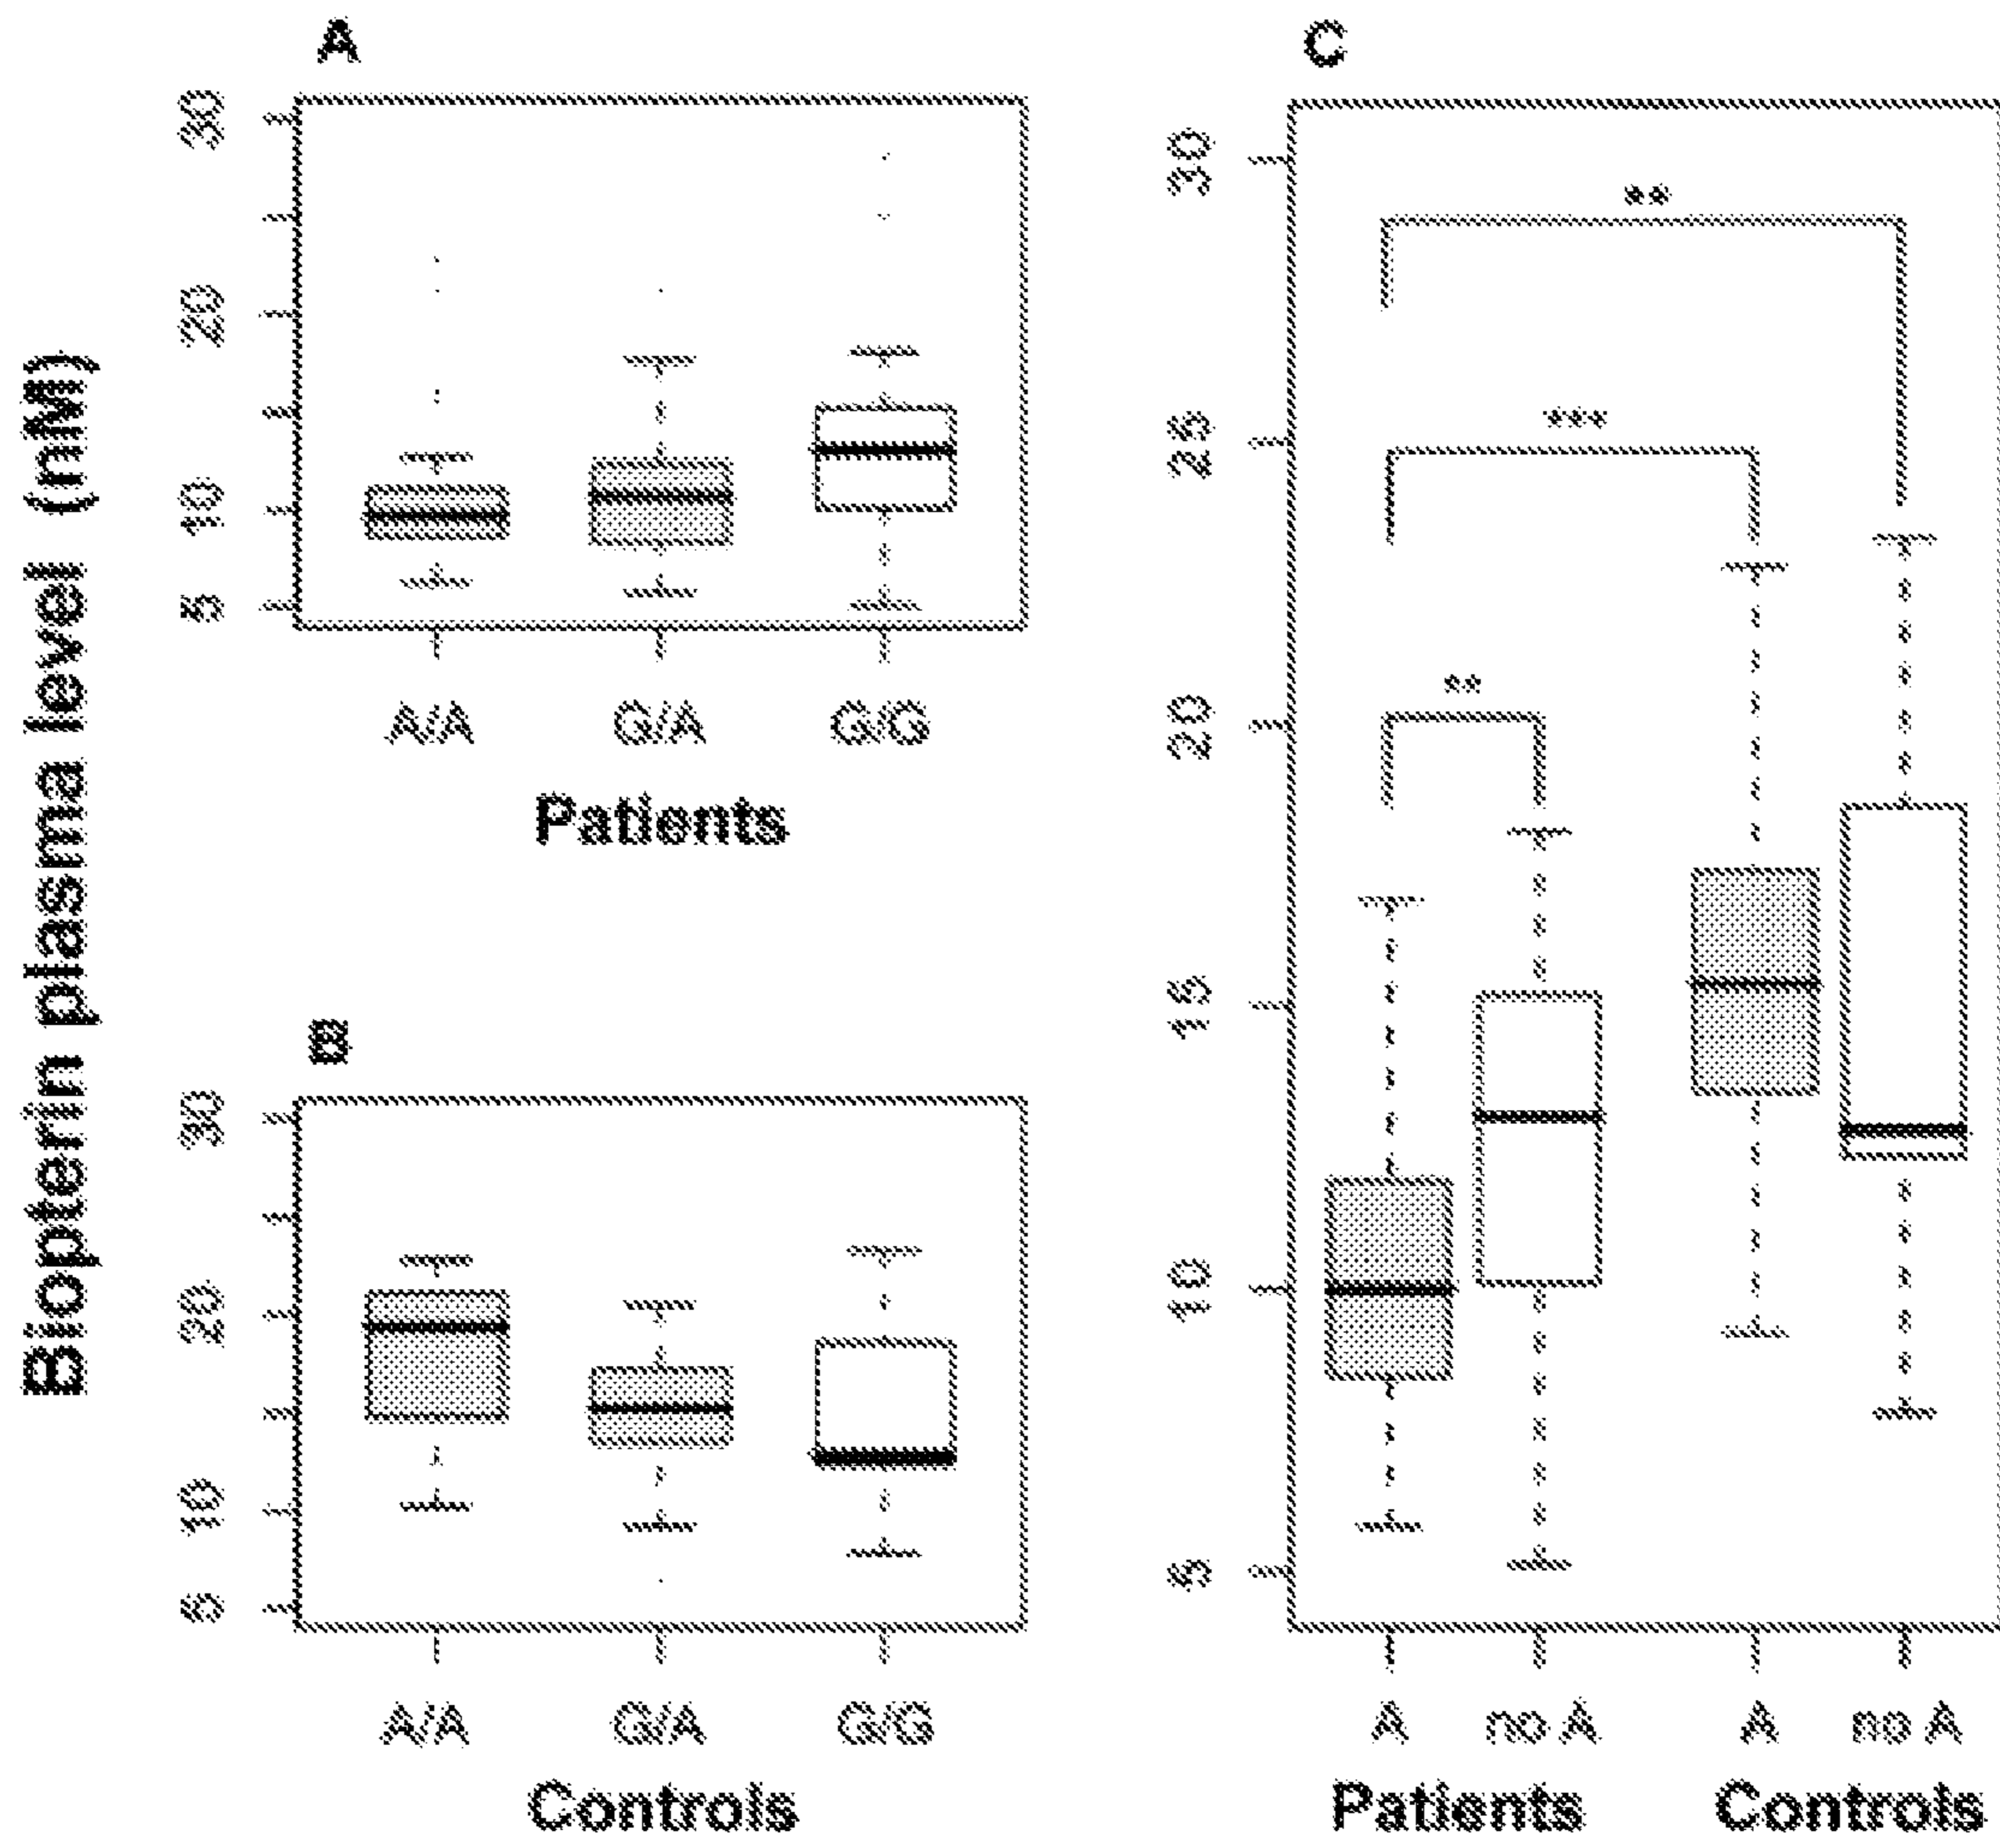 Biopterin plasma level (nM)
A
30
20
10
5
A/A G/A G/G
Patients
B
30
20
10
5
A/A G/A G/G
Controls
C
30
25
20
15
10
5
**
***
**
A no A A no A
Patients Controls